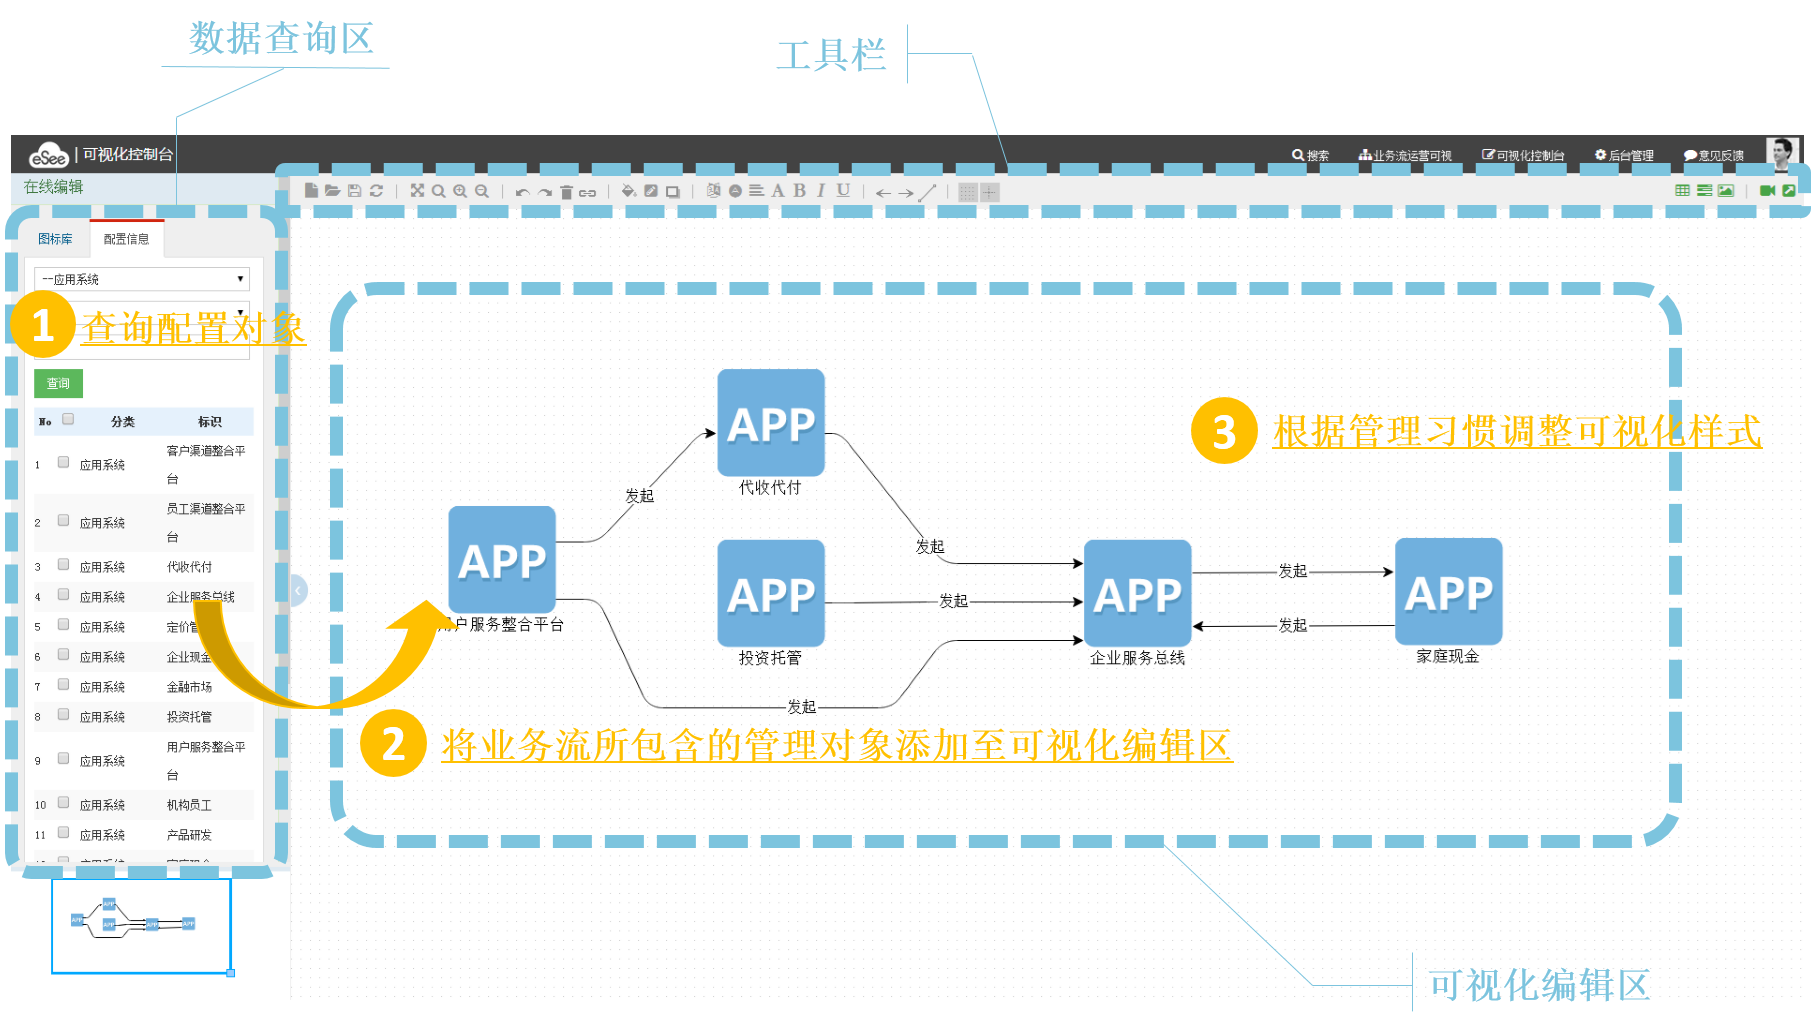 数据查询区
工具栏
eSee | 可视化控制台
搜索
业务流运营可视
可视化控制台
后台管理
意见反馈
在线编辑
A B I U
图标库
配置信息
--应用系统
1 查询配置对象
查询
No 分类 标识
1 应用系统 客户渠道整合平
台
2 应用系统 员工渠道整合平
台
3 应用系统 代收代付
4 应用系统 企业服务总线
5 应用系统 定价管
6 应用系统 企业现金
7 应用系统 金融市场
8 应用系统 投资托管
9 应用系统 用户服务整合平
台
10 应用系统 机构员工
11 应用系统 产品研发
APP
代收代付
3 根据管理习惯调整可视化样式
发起
APP
用户服务整合平台
APP
投资托管
发起
发起
APP
企业服务总线
发起
发起
APP
家庭现金
发起
2 将业务流所包含的管理对象添加至可视化编辑区
APP
APP
APP
APP
APP
可视化编辑区